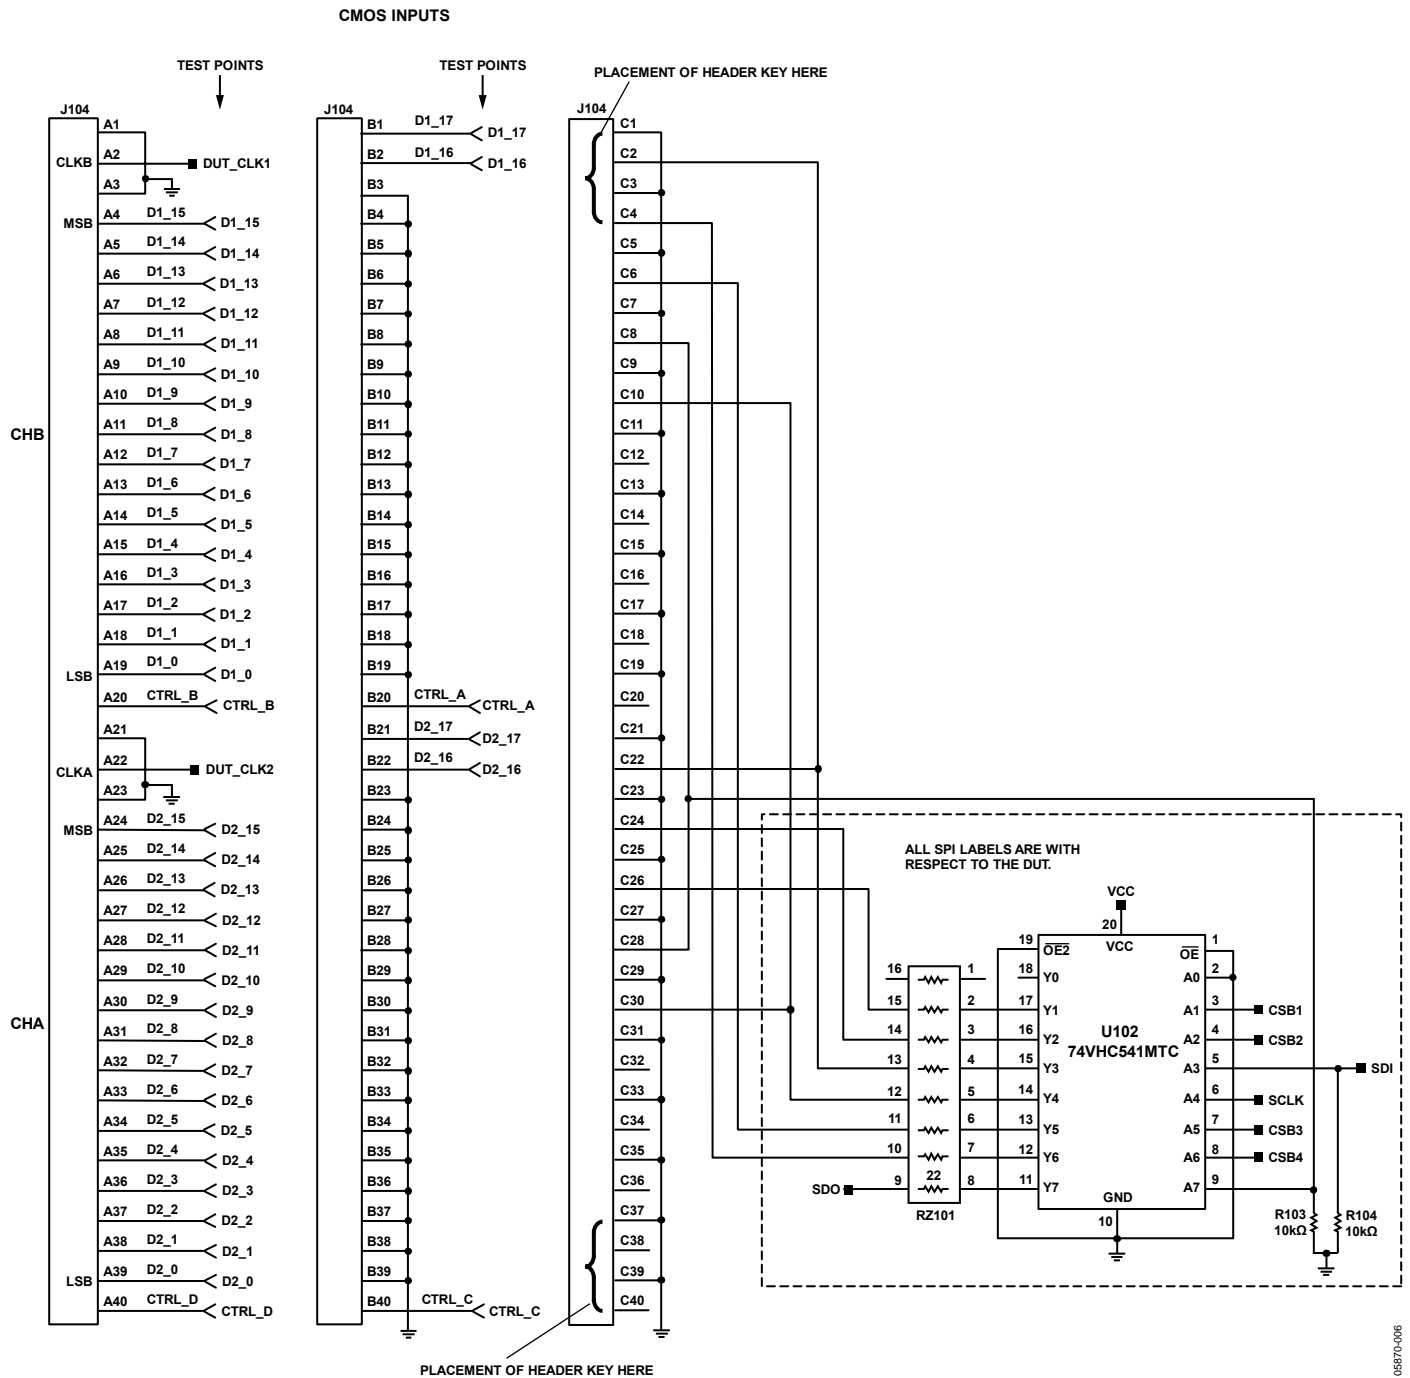 CMOS INPUTS
TEST POINTS
TEST POINTS
PLACEMENT OF HEADER KEY HERE
J104
CHB
CHA
A1
CLKB A2 DUT_CLK1
A3
MSB A4 D1_15 D1_15
A5 D1_14 D1_14
A6 D1_13 D1_13
A7 D1_12 D1_12
A8 D1_11 D1_11
A9 D1_10 D1_10
A10 D1_9 D1_9
A11 D1_8 D1_8
A12 D1_7 D1_7
A13 D1_6 D1_6
A14 D1_5 D1_5
A15 D1_4 D1_4
A16 D1_3 D1_3
A17 D1_2 D1_2
A18 D1_1 D1_1
LSB A19 D1_0 D1_0
A20 CTRL_B CTRL_B
A21
CLKA A22 DUT_CLK2
A23
MSB A24 D2_15 D2_15
A25 D2_14 D2_14
A26 D2_13 D2_13
A27 D2_12 D2_12
A28 D2_11 D2_11
A29 D2_10 D2_10
A30 D2_9 D2_9
A31 D2_8 D2_8
A32 D2_7 D2_7
A33 D2_6 D2_6
A34 D2_5 D2_5
A35 D2_4 D2_4
A36 D2_3 D2_3
A37 D2_2 D2_2
A38 D2_1 D2_1
LSB A39 D2_0 D2_0
A40 CTRL_D CTRL_D
J104
B1 D1_17 D1_17
B2 D1_16 D1_16
B3
B4
B5
B6
B7
B8
B9
B10
B11
B12
B13
B14
B15
B16
B17
B18
B19
B20 CTRL_A CTRL_A
B21 D2_17 D2_17
B22 D2_16 D2_16
B23
B24
B25
B26
B27
B28
B29
B30
B31
B32
B33
B34
B35
B36
B37
B38
B39
B40 CTRL_C CTRL_C
J104
C1
C2
C3
C4
C5
C6
C7
C8
C9
C10
C11
C12
C13
C14
C15
C16
C17
C18
C19
C20
C21
C22
C23
C24
C25
C26
C27
C28
C29
C30
C31
C32
C33
C34
C35
C36
C37
C38
C39
C40
PLACEMENT OF HEADER KEY HERE
ALL SPI LABELS ARE WITH
RESPECT TO THE DUT.
VCC
20
VCC
19 OE2 OE 1
16 1 18 Y0 A0 2
15 2 17 Y1 A1 3 CSB1
14 3 16 Y2 A2 4 CSB2
U102
74VHC541MTC
13 4 15 Y3 A3 5 SDI
12 5 14 Y4 A4 6 SCLK
11 6 13 Y5 A5 7 CSB3
10 7 12 Y6 A6 8 CSB4
SDO 9 22 8 11 Y7 A7 9
RZ101
GND
10
R103
10kΩ
R104
10kΩ
05870-006